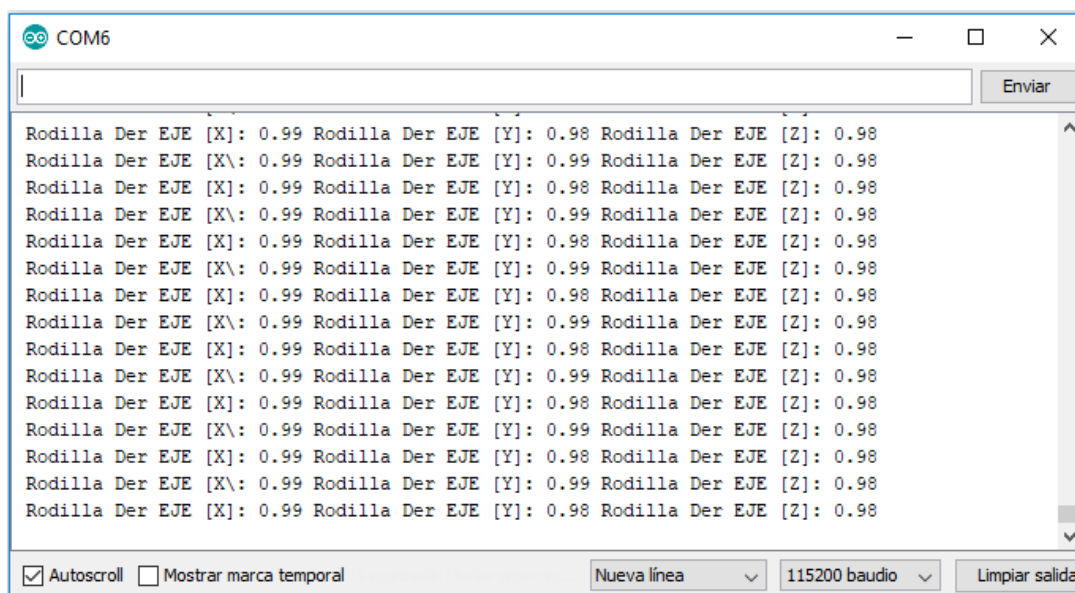 COM6
Enviar
Rodilla Der EJE [X]: 0.99 Rodilla Der EJE [Y]: 0.98 Rodilla Der EJE [Z]: 0.98
Rodilla Der EJE [X\: 0.99 Rodilla Der EJE [Y]: 0.99 Rodilla Der EJE [Z]: 0.98
Rodilla Der EJE [X]: 0.99 Rodilla Der EJE [Y]: 0.98 Rodilla Der EJE [Z]: 0.98
Rodilla Der EJE [X\: 0.99 Rodilla Der EJE [Y]: 0.99 Rodilla Der EJE [Z]: 0.98
Rodilla Der EJE [X]: 0.99 Rodilla Der EJE [Y]: 0.98 Rodilla Der EJE [Z]: 0.98
Rodilla Der EJE [X\: 0.99 Rodilla Der EJE [Y]: 0.99 Rodilla Der EJE [Z]: 0.98
Rodilla Der EJE [X]: 0.99 Rodilla Der EJE [Y]: 0.98 Rodilla Der EJE [Z]: 0.98
Rodilla Der EJE [X\: 0.99 Rodilla Der EJE [Y]: 0.99 Rodilla Der EJE [Z]: 0.98
Rodilla Der EJE [X]: 0.99 Rodilla Der EJE [Y]: 0.98 Rodilla Der EJE [Z]: 0.98
Rodilla Der EJE [X\: 0.99 Rodilla Der EJE [Y]: 0.99 Rodilla Der EJE [Z]: 0.98
Rodilla Der EJE [X]: 0.99 Rodilla Der EJE [Y]: 0.98 Rodilla Der EJE [Z]: 0.98
Rodilla Der EJE [X\: 0.99 Rodilla Der EJE [Y]: 0.99 Rodilla Der EJE [Z]: 0.98
Rodilla Der EJE [X]: 0.99 Rodilla Der EJE [Y]: 0.98 Rodilla Der EJE [Z]: 0.98
Rodilla Der EJE [X\: 0.99 Rodilla Der EJE [Y]: 0.99 Rodilla Der EJE [Z]: 0.98
Rodilla Der EJE [X]: 0.99 Rodilla Der EJE [Y]: 0.98 Rodilla Der EJE [Z]: 0.98
Autoscroll Mostrar marca temporal Nueva línea 115200 baudio Limpiar salida